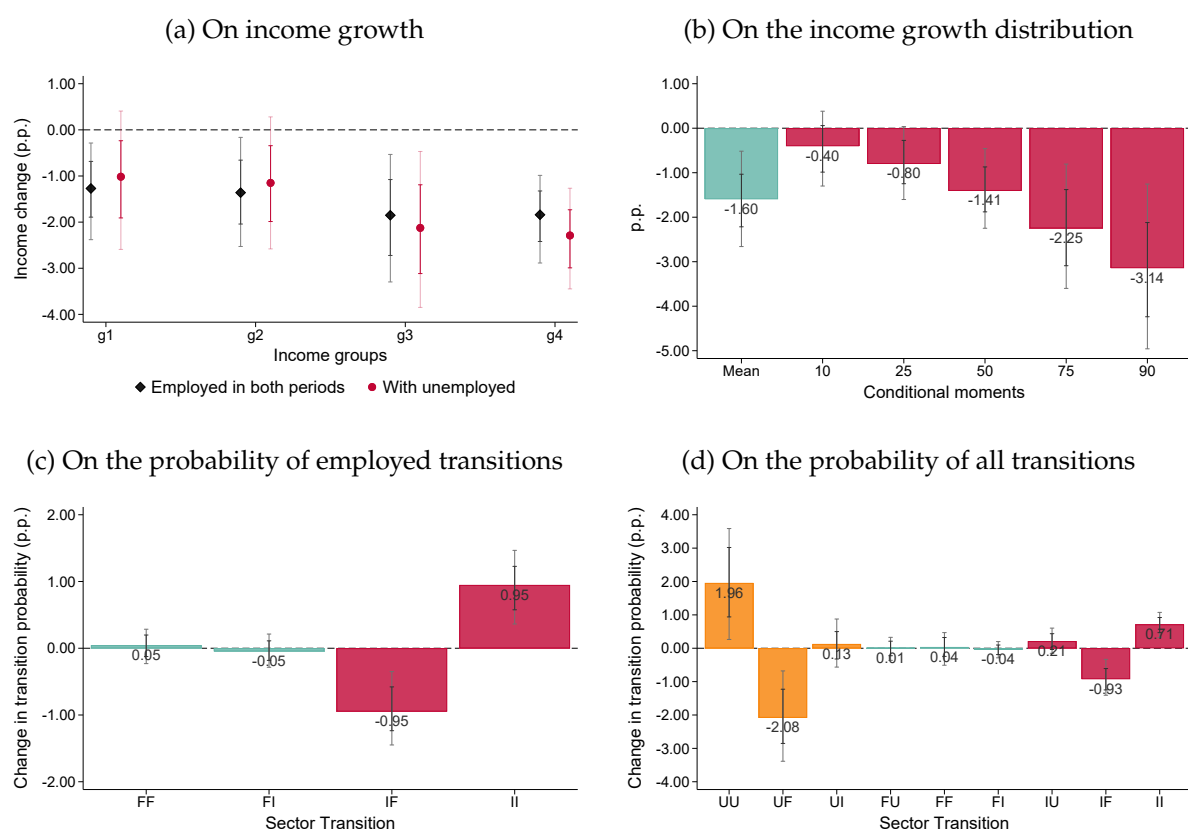 (a) On income growth
1.00
0.00
-1.00
-2.00
-3.00
-4.00
Income change (p.p.)
g1 g2 g3 g4
Income groups
Employed in both periods With unemployed
(b) On the income growth distribution
1.00
0.00
-1.00
-2.00
-3.00
-4.00
-5.00
p.p.
-1.60 -0.40 -0.80 -1.41 -2.25 -3.14
Mean 10 25 50 75 90
Conditional moments
(c) On the probability of employed transitions
2.00
1.00
0.00
-1.00
-2.00
Change in transition probability (p.p.)
0.05 -0.05 -0.95 0.95
FF FI IF II
Sector Transition
(d) On the probability of all transitions
4.00
3.00
2.00
1.00
0.00
-1.00
-2.00
-3.00
-4.00
Change in transition probability (p.p.)
1.96 -2.08 0.13 0.01 0.04 -0.04 0.21 -0.93 0.71
UU UF UI FU FF FI IU IF II
Sector Transition